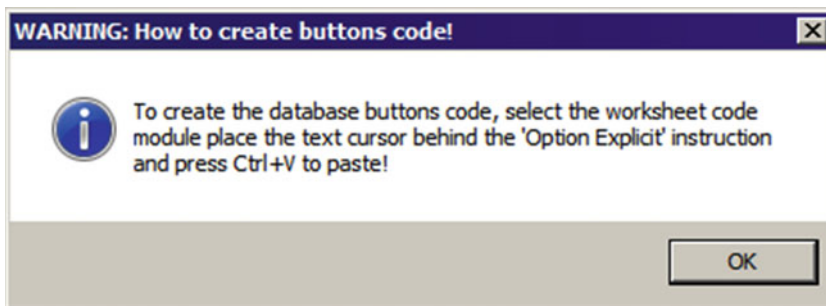 WARNING: How to create buttons code!
To create the database buttons code, select the worksheet code
module place the text cursor behind the 'Option Explicit' instruction
and press Ctrl+V to paste!
OK